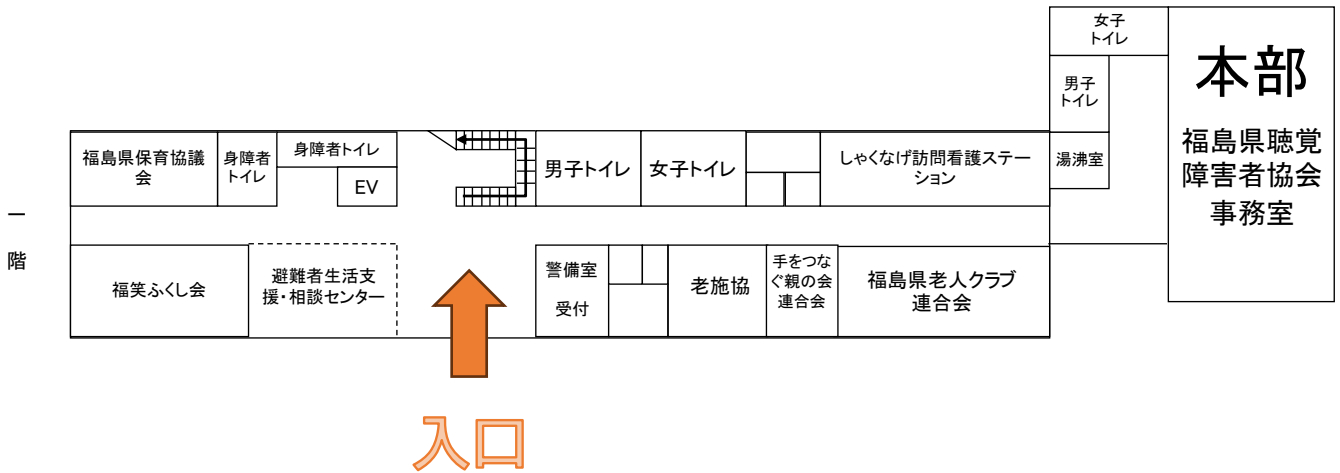 女子
トイレ
本部
福島県聴覚
障害者協会
事務室
男子
トイレ
湯沸室
福島県保育協議
会
身障者
トイレ
身障者トイレ
EV
男子トイレ
女子トイレ
しゃくなげ訪問看護ステー
ション
一
階
福笑ふくし会
避難者生活支
援・相談センター
警備室
受付
老施協
手をつな
ぐ親の会
連合会
福島県老人クラブ
連合会
入口